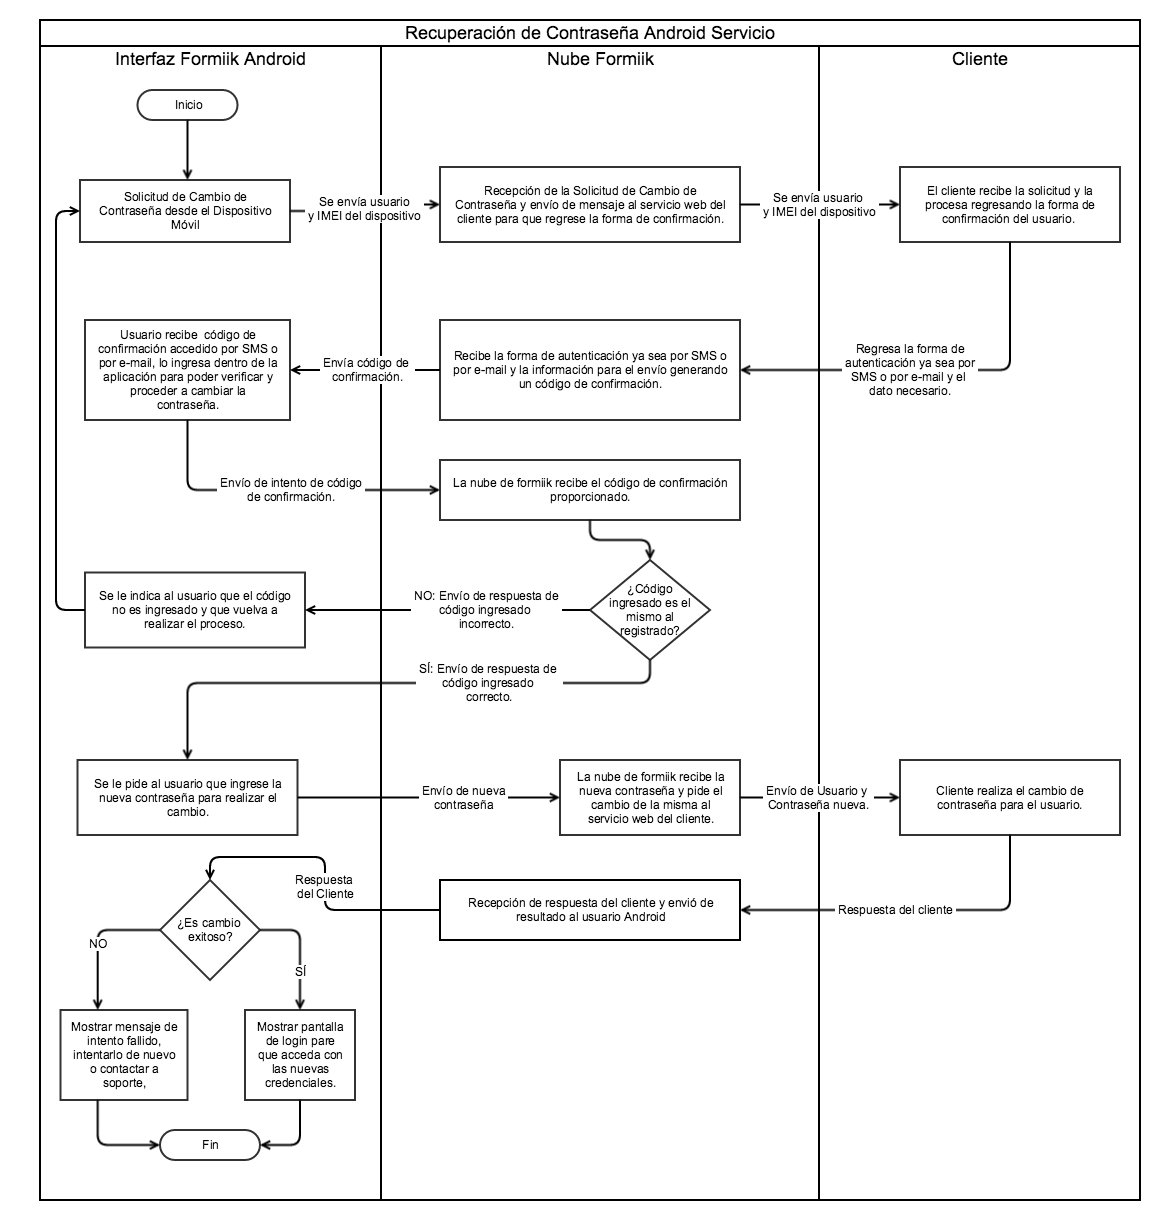 Recuperación de Contraseña Android Servicio
Interfaz Formiik Android
Nube Formiik
Cliente
Inicio
Solicitud de Cambio de
Contraseña desde el Dispositivo
Móvil
Se envía usuario
y IMEI del dispositivo
Recepción de la Solicitud de Cambio de
Contraseña y envío de mensaje al servicio web del
cliente para que regrese la forma de confirmación.
Se envía usuario
y IMEI del dispositivo
El cliente recibe la solicitud y la
procesa regresando la forma de
confirmación del usuario.
Usuario recibe código de
confirmación accedido por SMS o
por e-mail, lo ingresa dentro de la
aplicación para poder verificar y
proceder a cambiar la
contraseña.
Envía código de
confirmación.
Recibe la forma de autenticación ya sea por SMS o
por e-mail y la información para el envío generando
un código de confirmación.
Regresa la forma de
autenticación ya sea por
SMS o por e-mail y el
dato necesario.
Envío de intento de código
de confirmación.
La nube de formiik recibe el código de confirmación
proporcionado.
Se le indica al usuario que el código
no es ingresado y que vuelva a
realizar el proceso.
NO: Envío de respuesta de
código ingresado
incorrecto.
¿Código
ingresado es el
mismo al
registrado?
SÍ: Envío de respuesta de
código ingresado
correcto.
Se le pide al usuario que ingrese la
nueva contraseña para realizar el
cambio.
Envío de nueva
contraseña
La nube de formiik recibe la
nueva contraseña y pide el
cambio de la misma al
servicio web del cliente.
Envío de Usuario y
Contraseña nueva.
Cliente realiza el cambio de
contraseña para el usuario.
Respuesta
del Cliente
Recepción de respuesta del cliente y envió de
resultado al usuario Android
Respuesta del cliente
¿Es cambio
exitoso?
NO
SÍ
Mostrar mensaje de
intento fallido,
intentarlo de nuevo
o contactar a
soporte,
Mostrar pantalla
de login pare
que acceda con
las nuevas
credenciales.
Fin